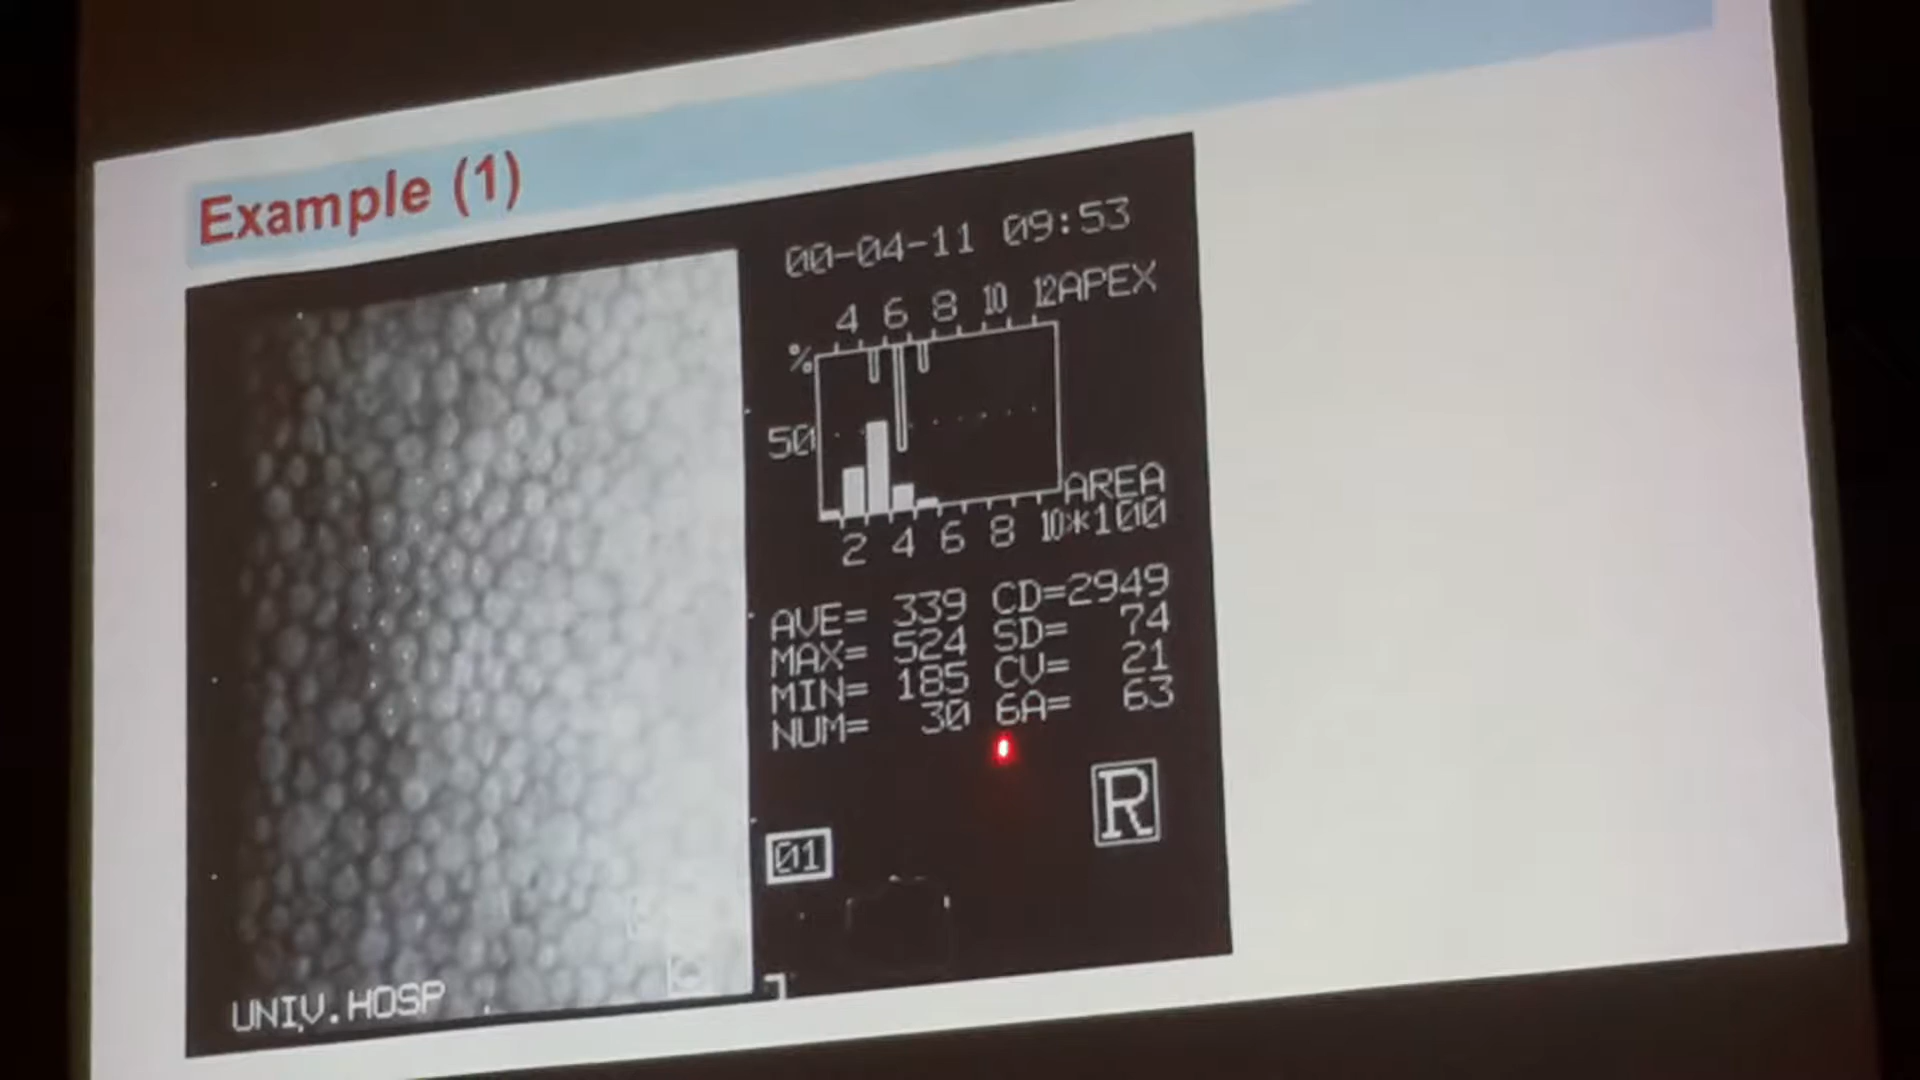 Example (1)
00-04-11 09:53
4 6 8 10 12APEX
%
50
AREA
2 4 6 8 10*100
AVE= 339 CD=2949
MAX= 524 SD= 74
MIN= 185 CV= 21
NUM= 30 6A= 63
R
01
UNIV.HOSP